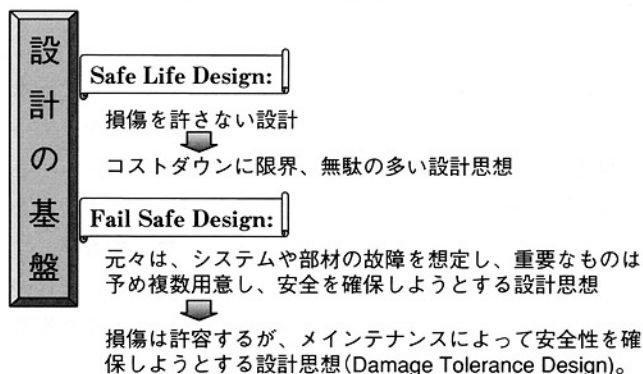 設計の基盤
Safe Life Design:
損傷を許さない設計
コストダウンに限界、無駄の多い設計思想
Fail Safe Design:
元々は、システムや部材の故障を想定し、重要なものは
予め複数用意し、安全を確保しようとする設計思想
損傷は許容するが、メインテナンスによって安全性を確
保しようとする設計思想(Damage Tolerance Design)。